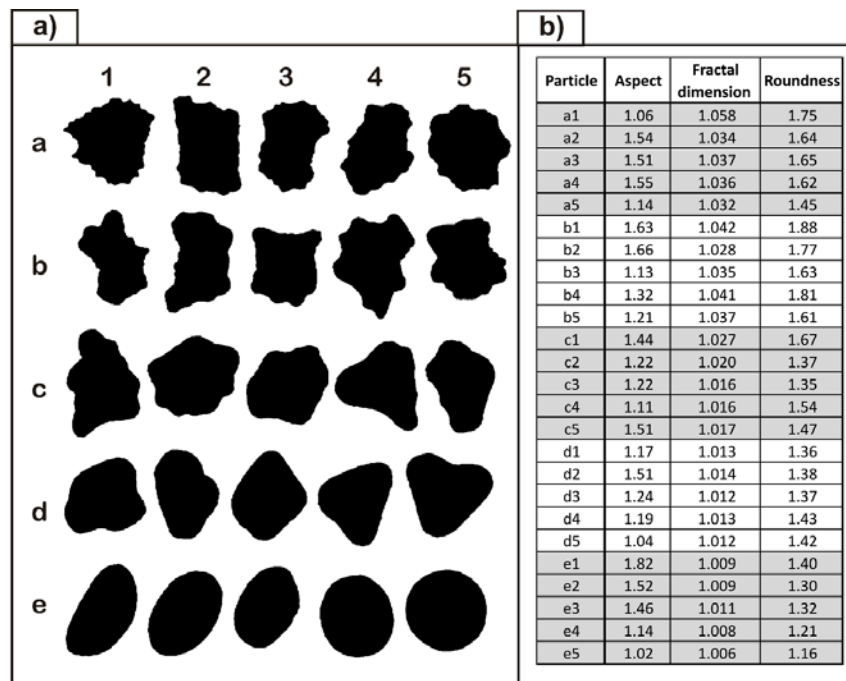 a)
1 2 3 4 5
a
b
c
d
e
b)
Particle Aspect Fractal dimension Roundness
a1 1.06 1.058 1.75
a2 1.54 1.034 1.64
a3 1.51 1.037 1.65
a4 1.55 1.036 1.62
a5 1.14 1.032 1.45
b1 1.63 1.042 1.88
b2 1.66 1.028 1.77
b3 1.13 1.035 1.63
b4 1.32 1.041 1.81
b5 1.21 1.037 1.61
c1 1.44 1.027 1.67
c2 1.22 1.020 1.37
c3 1.22 1.016 1.35
c4 1.11 1.016 1.54
c5 1.51 1.017 1.47
d1 1.17 1.013 1.36
d2 1.51 1.014 1.38
d3 1.24 1.012 1.37
d4 1.19 1.013 1.43
d5 1.04 1.012 1.42
e1 1.82 1.009 1.40
e2 1.52 1.009 1.30
e3 1.46 1.011 1.32
e4 1.14 1.008 1.21
e5 1.02 1.006 1.16